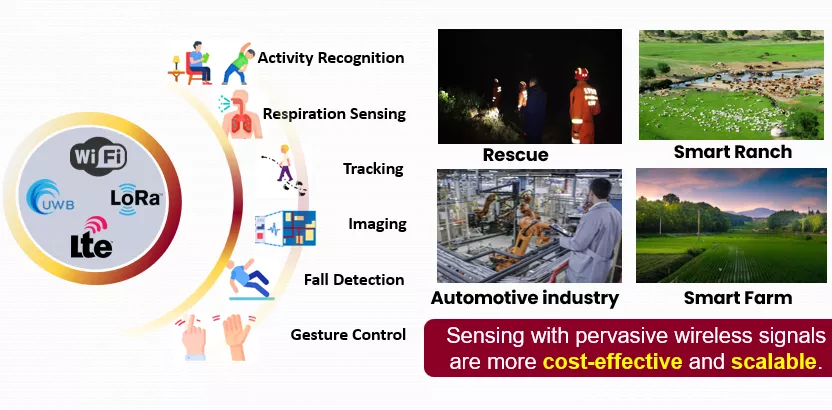 WiFi
UWB
LoRa™
Lte
Activity Recognition
Respiration Sensing
Tracking
Imaging
Fall Detection
Gesture Control
Rescue
Smart Ranch
Automotive industry
Smart Farm
Sensing with pervasive wireless signals
are more cost-effective and scalable.